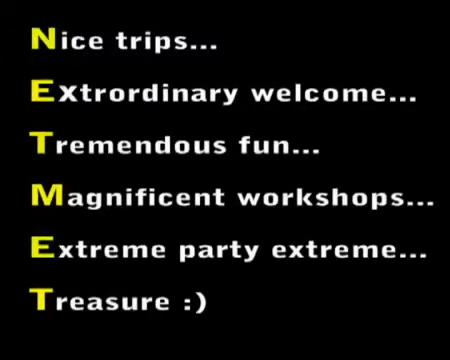 Nice trips...
Extrordinary welcome...
Tremendous fun...
Magnificent workshops...
Extreme party extreme...
Treasure :)